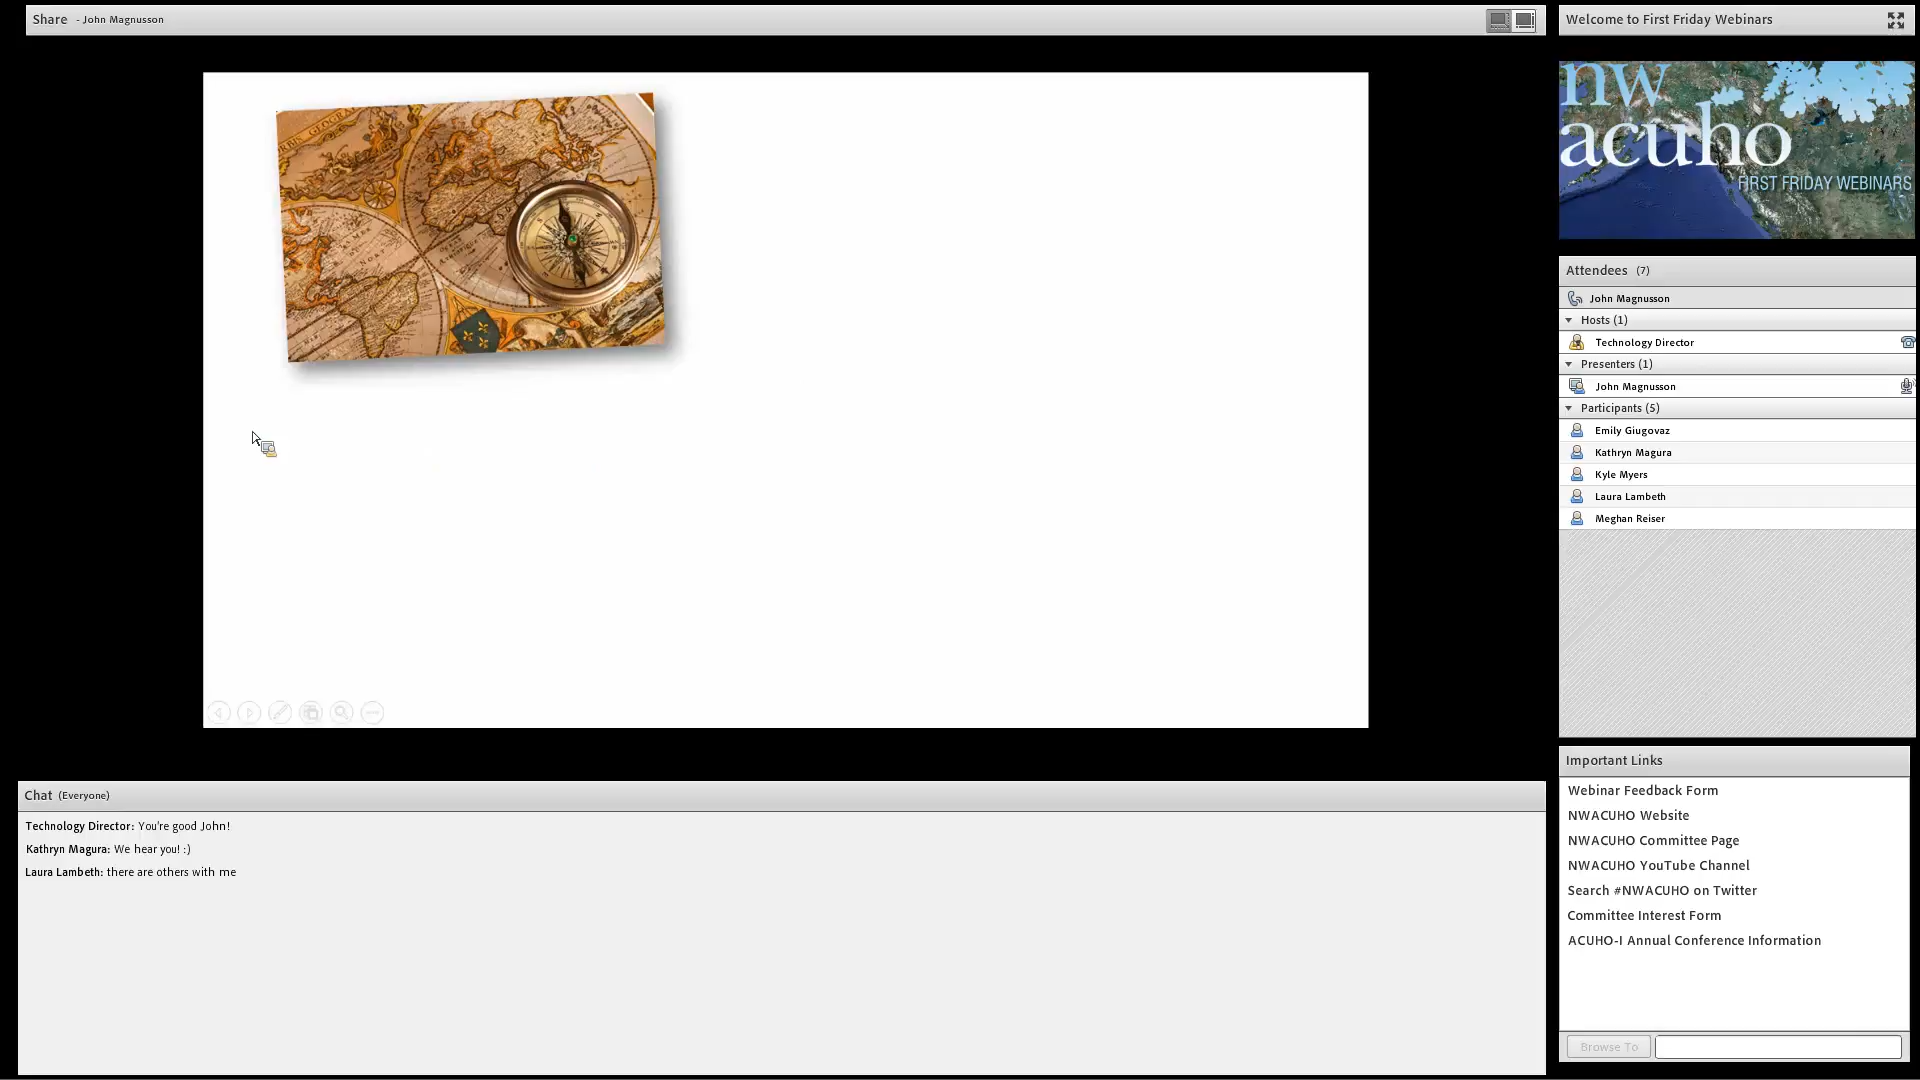 Share - John Magnusson
Welcome to First Friday Webinars
nw
acuho
FIRST FRIDAY WEBINARS
Attendees (7)
John Magnusson
Hosts (1)
Technology Director
Presenters (1)
John Magnusson
Participants (5)
Emily Giugovaz
Kathryn Magura
Kyle Myers
Laura Lambeth
Meghan Reiser
Important Links
Webinar Feedback Form
NWACUHO Website
NWACUHO Committee Page
NWACUHO YouTube Channel
Search #NWACUHO on Twitter
Committee Interest Form
ACUHO-I Annual Conference Information
Browse To
Chat (Everyone)
Technology Director: You're good John!
Kathryn Magura: We hear you! :)
Laura Lambeth: there are others with me